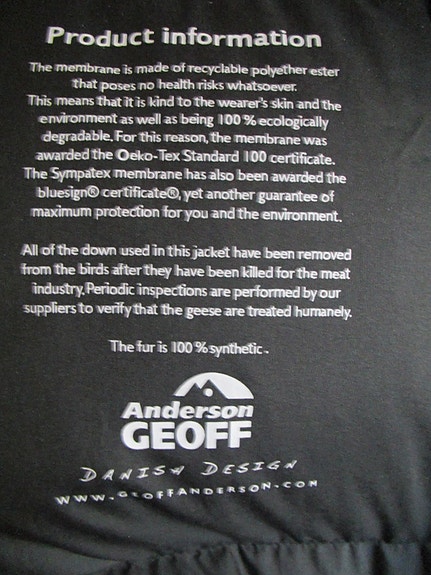 Product information
The membrane is made of recyclable polyether ester
that poses no health risks whatsoever.
This means that it is kind to the wearer's skin and the
environment as well as being 100 % ecologically
degradable. For this reason, the membrane was
awarded the Oeko-Tex Standard 100 certificate.
The Sympatex membrane has also been awarded the
bluesign® certificate®, yet another guarantee of
maximum protection for you and the environment.
All of the down used in this jacket have been removed
from the birds after they have been killed for the meat
industry. Periodic inspections are performed by our
suppliers to verify that the geese are treated humanely.
The fur is 100 % synthetic.
Anderson
GEOFF
DANISH DESIGN
WWW.GEOFFANDERSON.COM